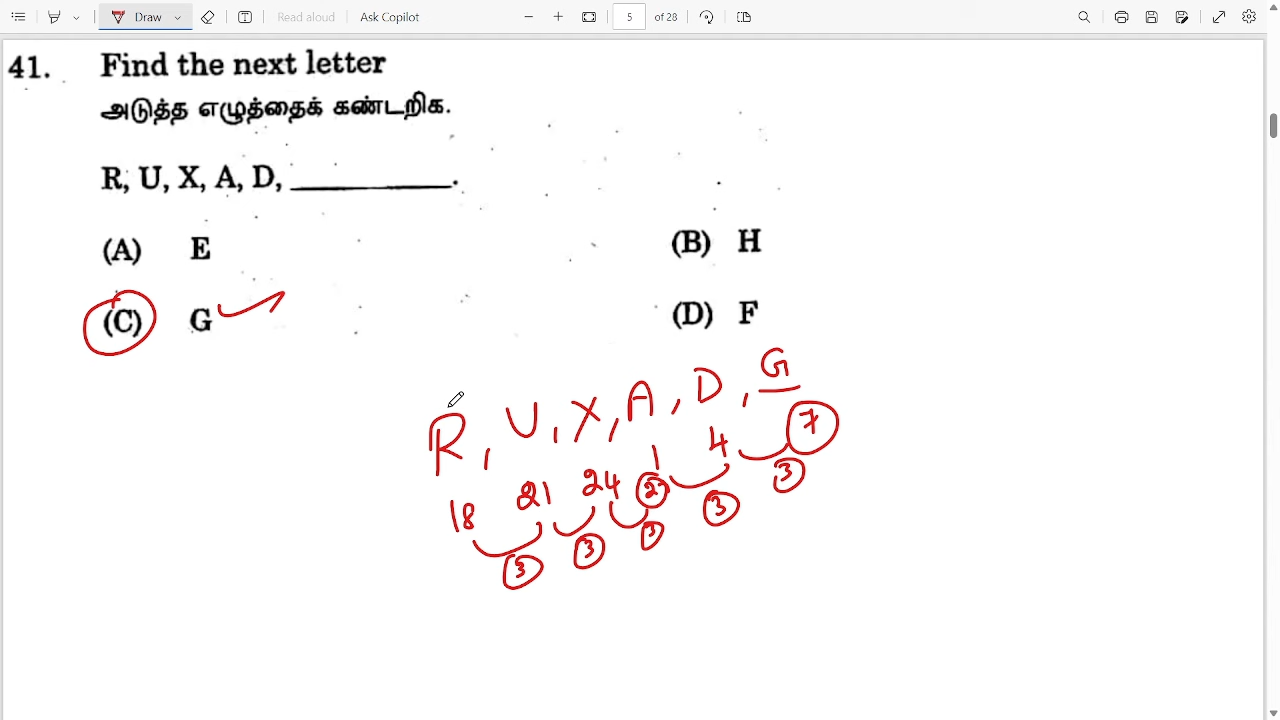 Draw Read aloud Ask Copilot 5 of 28
41. Find the next letter
அடுத்த எழுத்தைக் கண்டறிக.
R, U, X, A, D, ____________.
(A) E (B) H
(C) G (D) F
R, U, X, A, D, G
18 21 24 1 4 7
27
3 3 3 3 3